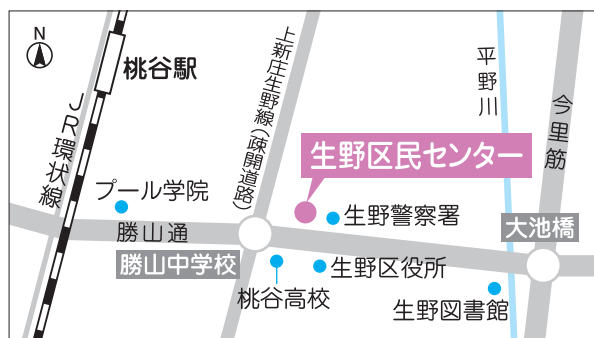 N
桃谷駅
JR環状線
上新庄生野線(疎開道路)
平野川
今里筋
生野区民センター
プール学院
生野警察署
大池橋
勝山通
勝山中学校
生野区役所
桃谷高校
生野図書館